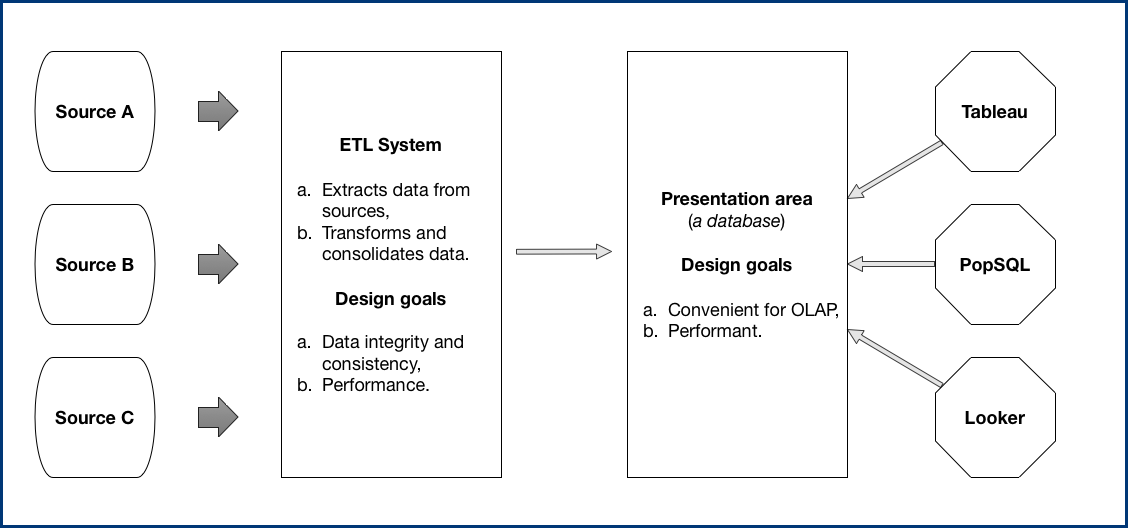 Source A
Source B
Source C
ETL System
a. Extracts data from
sources,
b. Transforms and
consolidates data.
Design goals
a. Data integrity and
consistency,
b. Performance.
Presentation area
(a database)
Design goals
a. Convenient for OLAP,
b. Performant.
Tableau
PopSQL
Looker